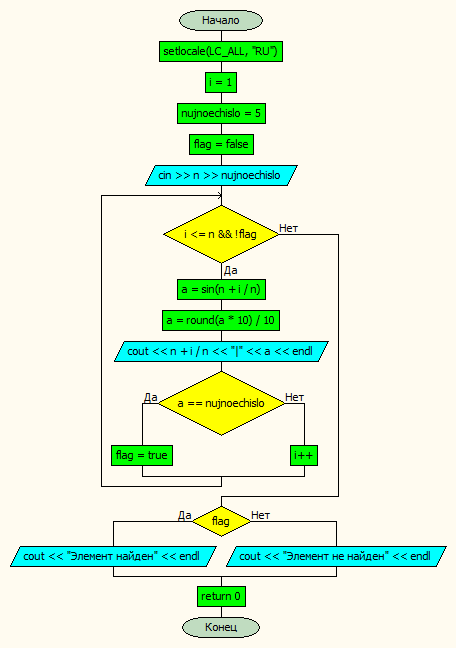 Начало
setlocale(LC_ALL, "RU")
i = 1
nujnoechislo = 5
flag = false
cin >> n >> nujnoechislo
i <= n && !flag
Нет
Да
a = sin(n + i / n)
a = round(a * 10) / 10
cout << n + i / n << "|" << a << endl
Да
a == nujnoechislo
Нет
flag = true
i++
Да
flag
Нет
cout << "Элемент найден" << endl
cout << "Элемент не найден" << endl
return 0
Конец